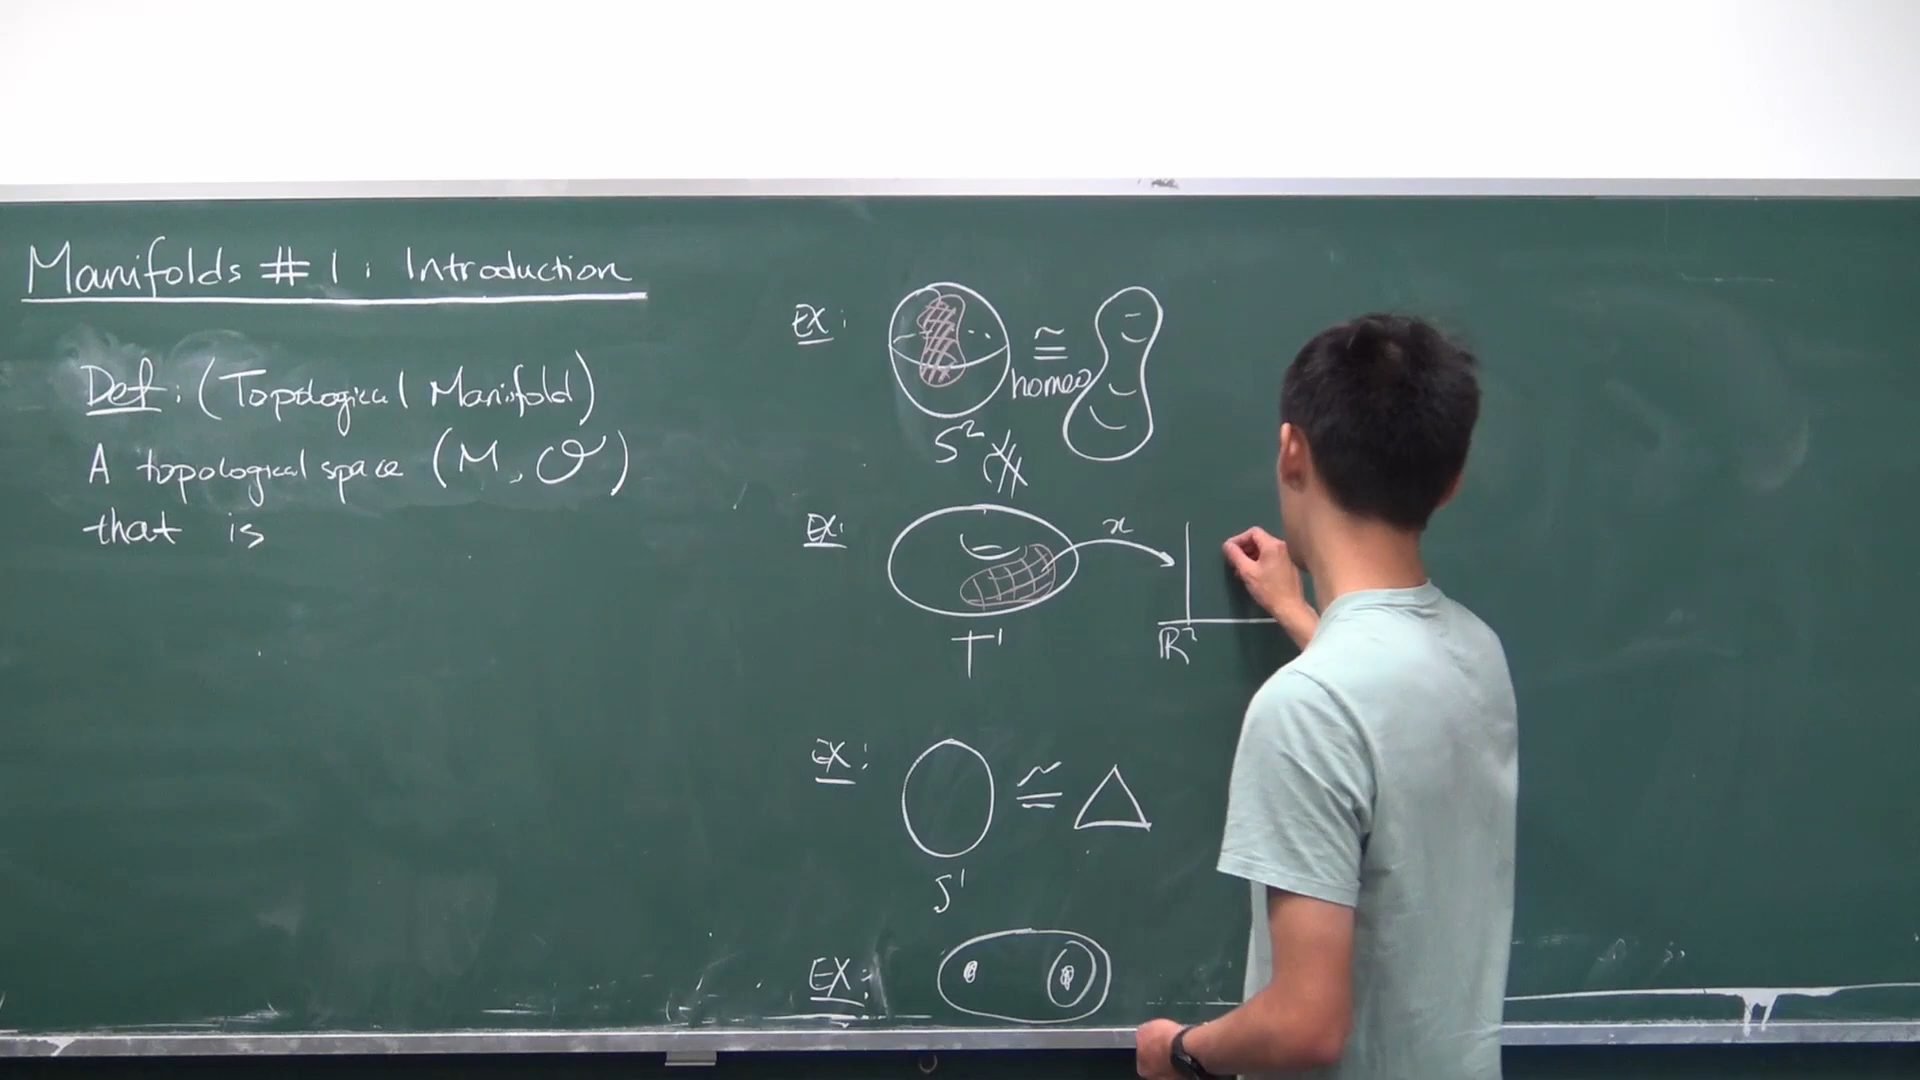 Manifolds #1: Introduction
Def: (Topological Manifold)
A topological space (M, 𝒪)
that is
EX:
≅
homeo
S²
EX:
x
T¹
ℝ²
EX:
≅
S¹
EX: